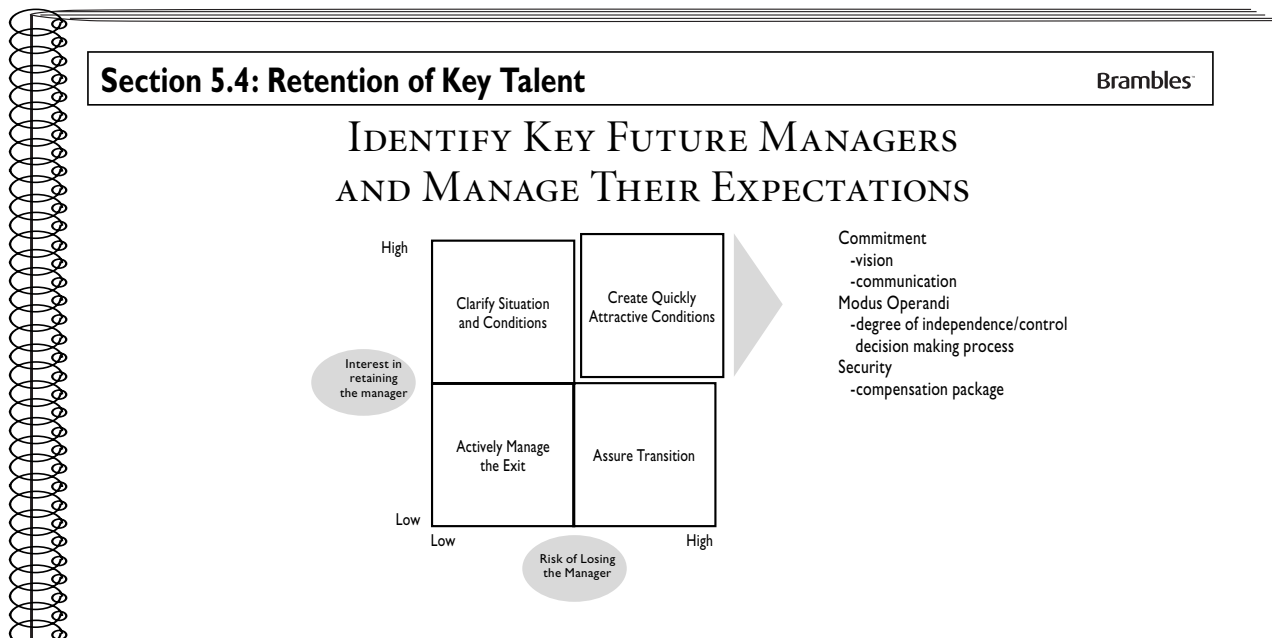 Section 5.4: Retention of Key Talent
Brambles
IDENTIFY KEY FUTURE MANAGERS
AND MANAGE THEIR EXPECTATIONS
High
Clarify Situation
and Conditions
Create Quickly
Attractive Conditions
Interest in
retaining
the manager
Actively Manage
the Exit
Assure Transition
Low
Low
High
Risk of Losing
the Manager
Commitment
-vision
-communication
Modus Operandi
-degree of independence/control
decision making process
Security
-compensation package